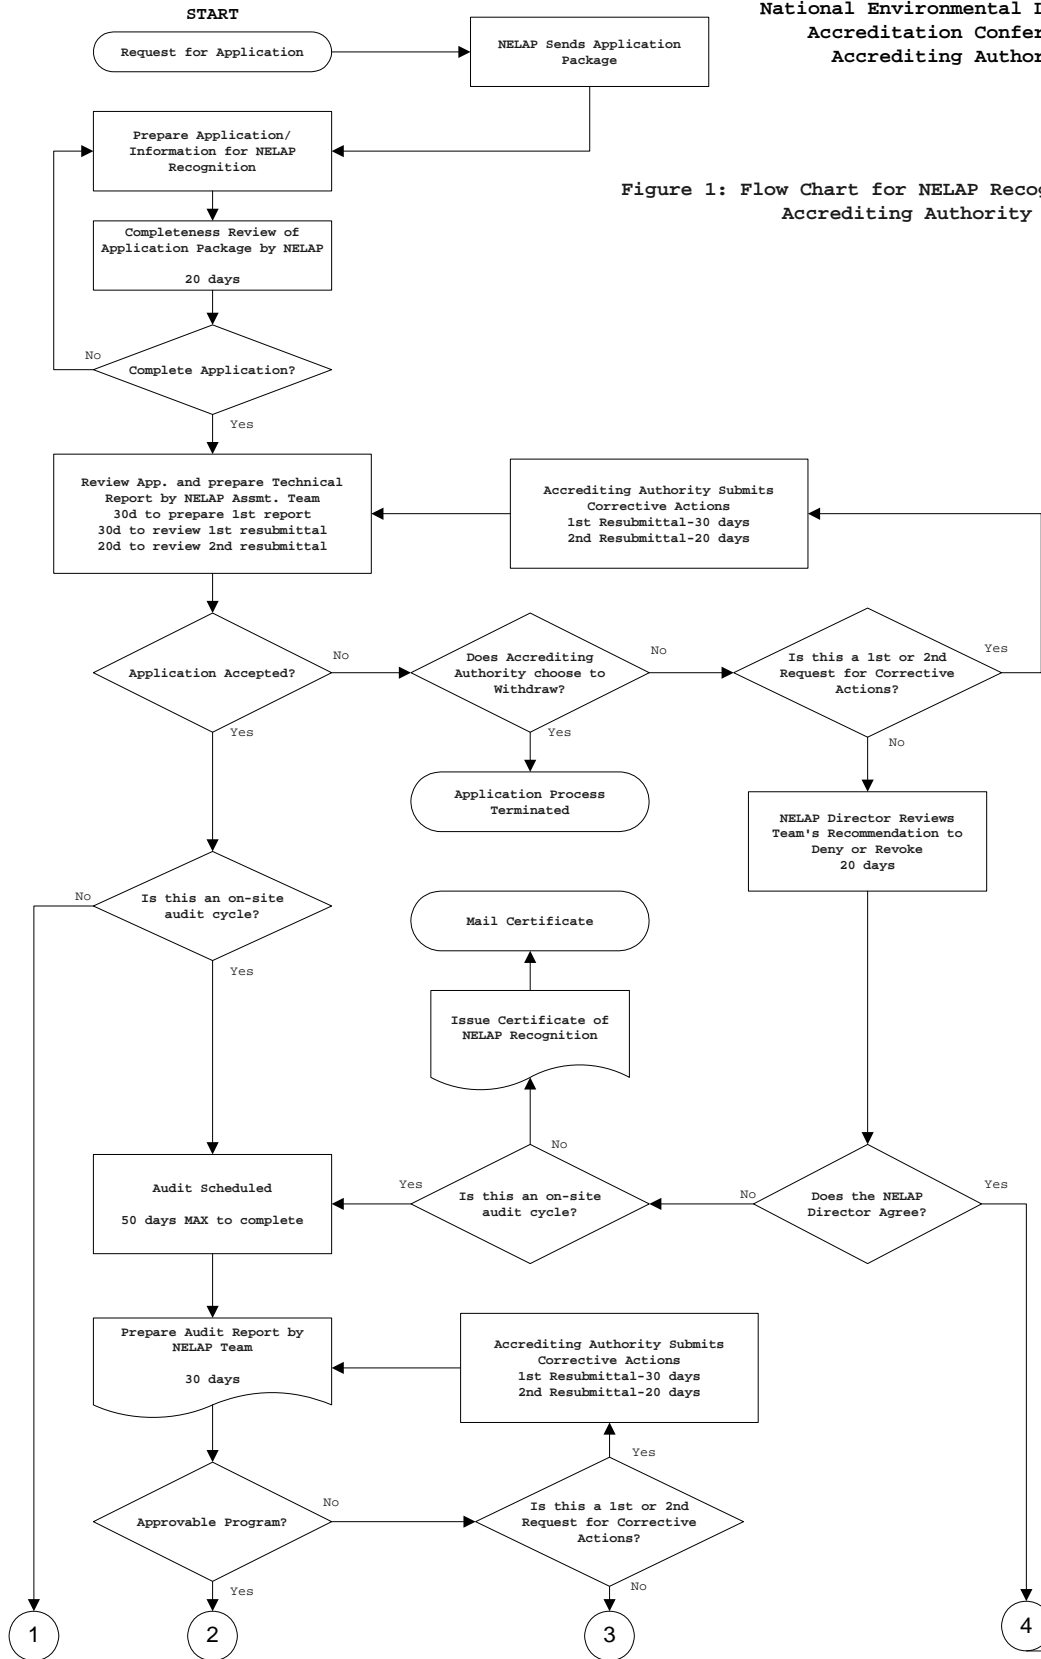 START
National Environmental
Accreditation
Accrediting
Request for Application
NELAP Sends Application
Package
Prepare Application/
Information for NELAP
Recognition
Figure 1: Flow Chart for NELAP
Accrediting Authority
Completeness Review of
Application Package by NELAP
20 days
No
Complete Application?
Yes
Review App. and prepare Technical
Report by NELAP Assmt. Team
30d to prepare 1st report
30d to review 1st resubmittal
20d to review 2nd resubmittal
Accrediting Authority Submits
Corrective Actions
1st Resubmittal-30 days
2nd Resubmittal-20 days
Application Accepted?
No
Does Accrediting
Authority choose to
Withdraw?
No
Is this a 1st or 2nd
Request for Corrective
Actions?
Yes
Yes
Yes
No
Application Process
Terminated
NELAP Director Reviews
Team's Recommendation to
Deny or Revoke
20 days
No
Is this an on-site
audit cycle?
Yes
Mail Certificate
Issue Certificate of
NELAP Recognition
No
Audit Scheduled
50 days MAX to complete
Yes
Is this an on-site
audit cycle?
No
Does the NELAP
Director Agree?
Yes
Prepare Audit Report by
NELAP Team
30 days
Accrediting Authority Submits
Corrective Actions
1st Resubmittal-30 days
2nd Resubmittal-20 days
Yes
Approvable Program?
No
Is this a 1st or 2nd
Request for Corrective
Actions?
Yes
No
1
2
3
4